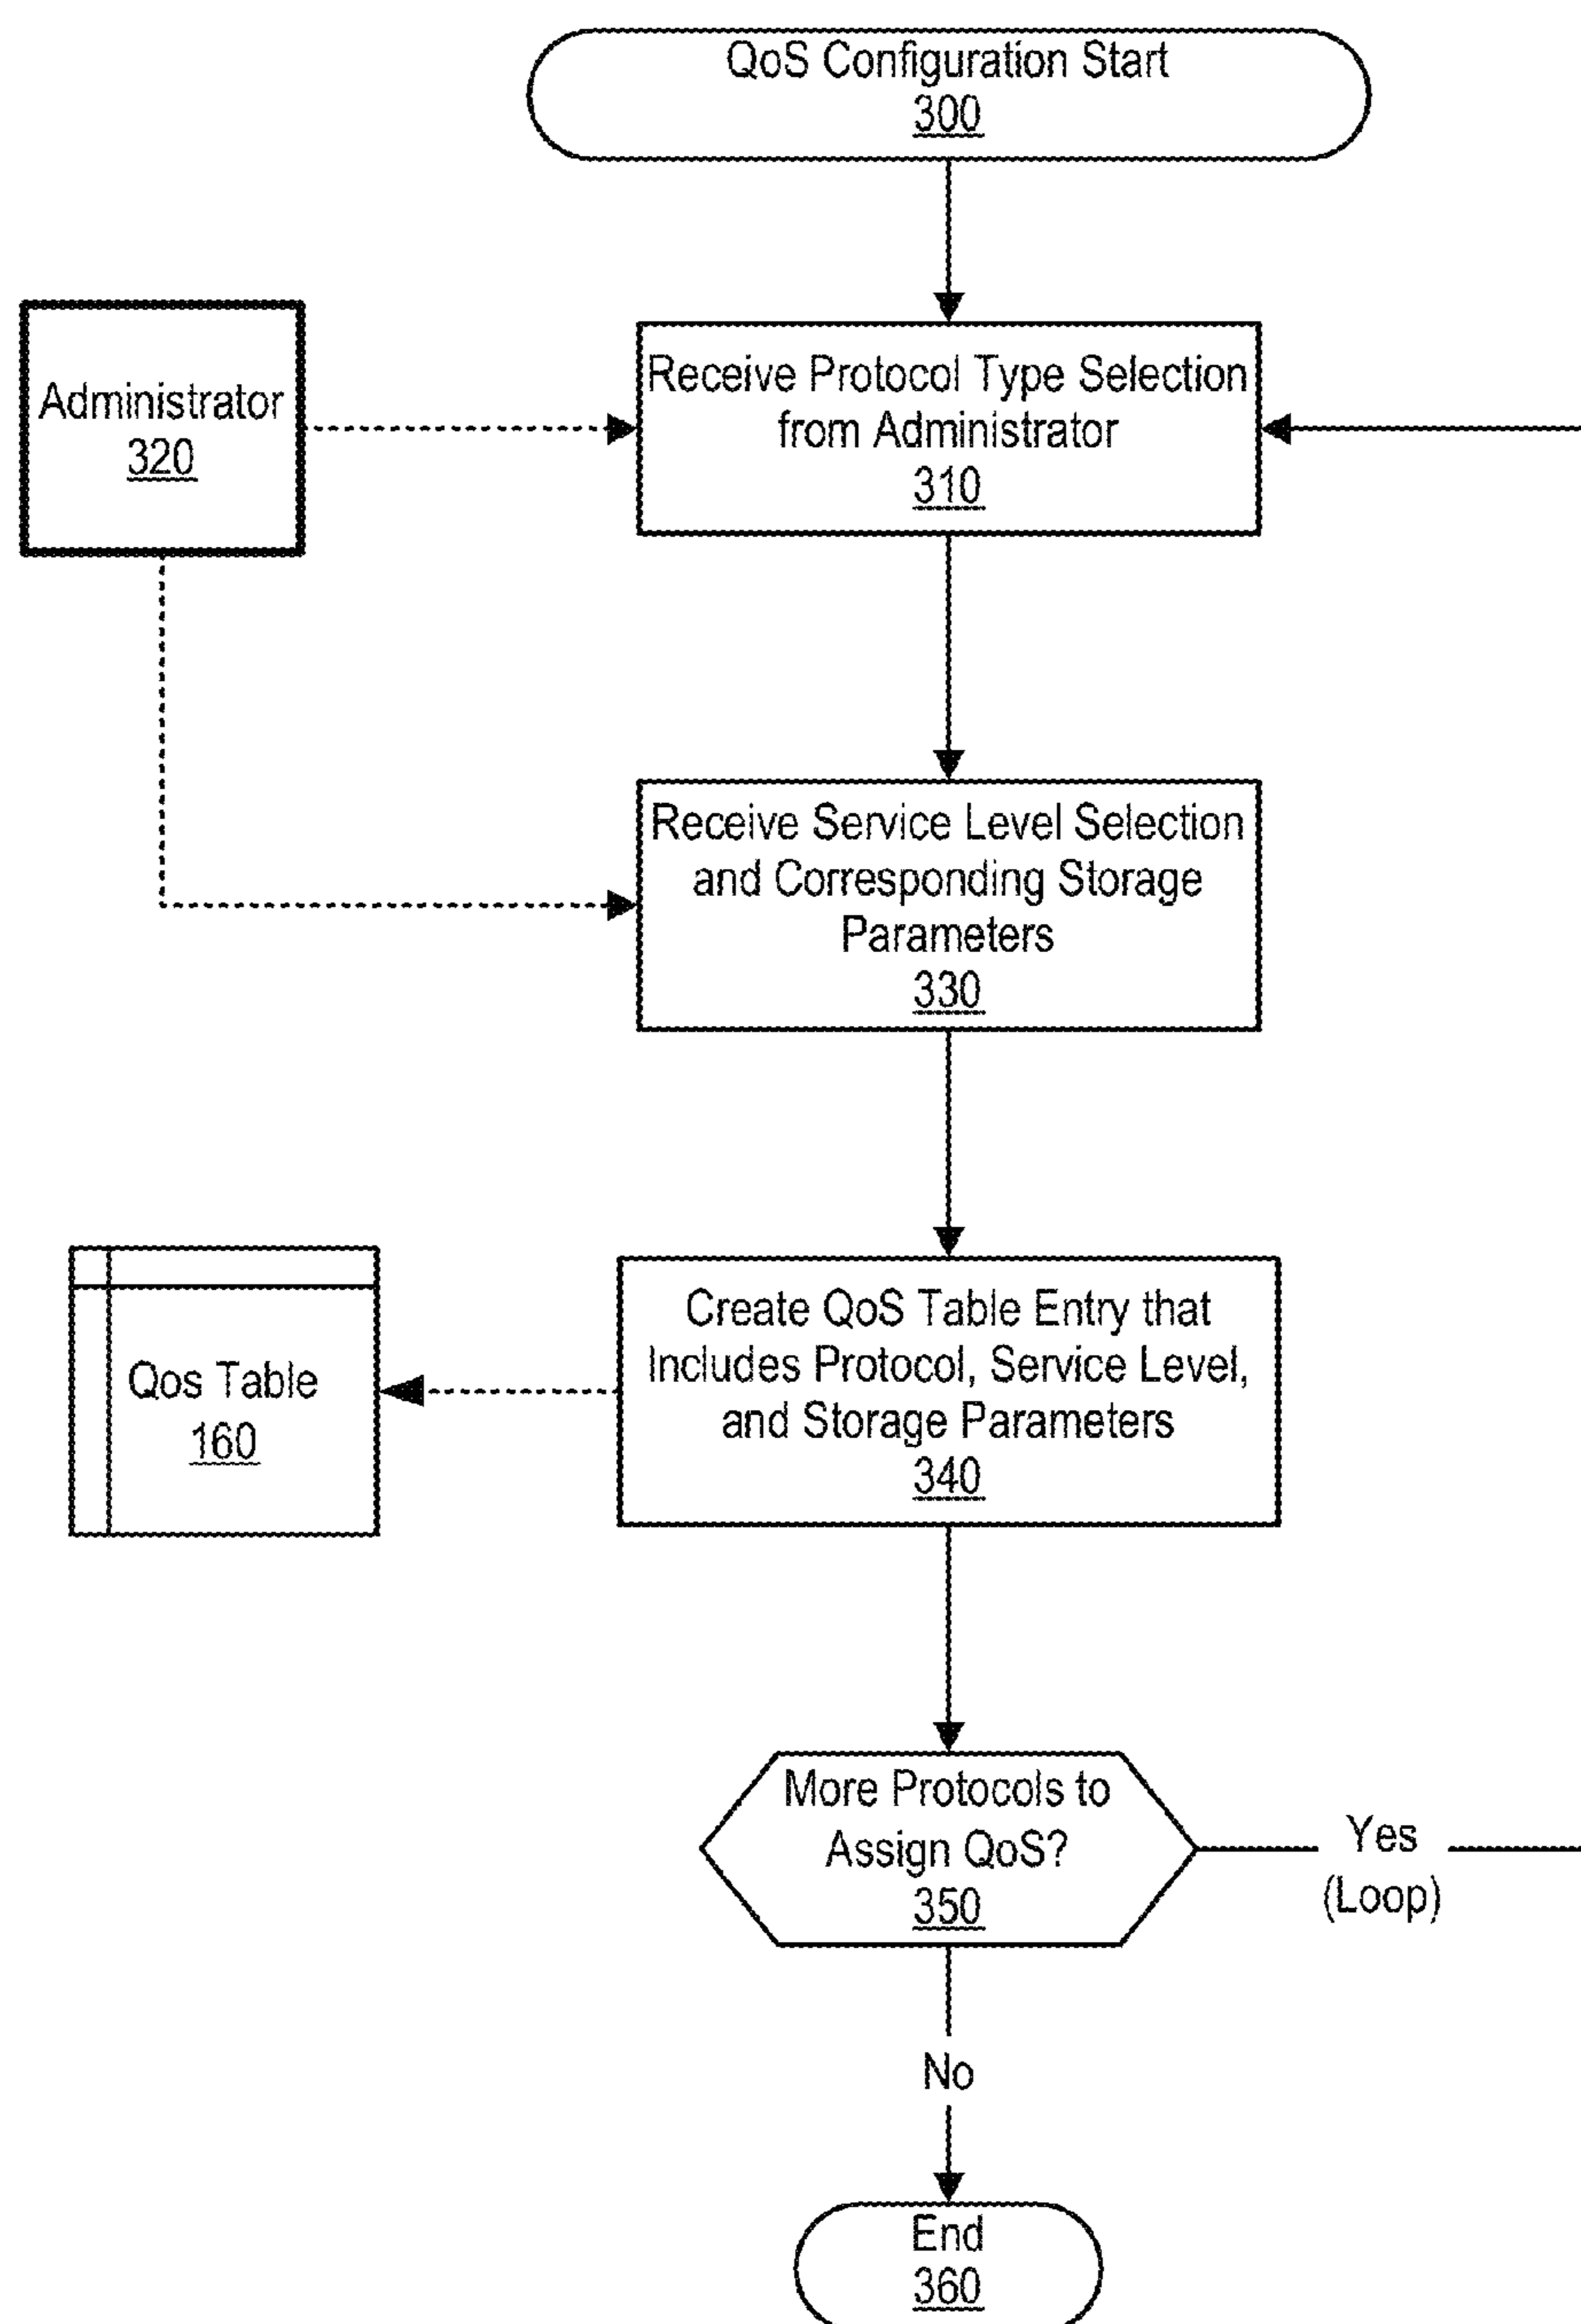 QoS Configuration Start
300
Administrator
320
Receive Protocol Type Selection
from Administrator
310
Receive Service Level Selection
and Corresponding Storage
Parameters
330
Qos Table
160
Create QoS Table Entry that
Includes Protocol, Service Level,
and Storage Parameters
340
More Protocols to
Assign QoS?
350
Yes
(Loop)
No
End
360